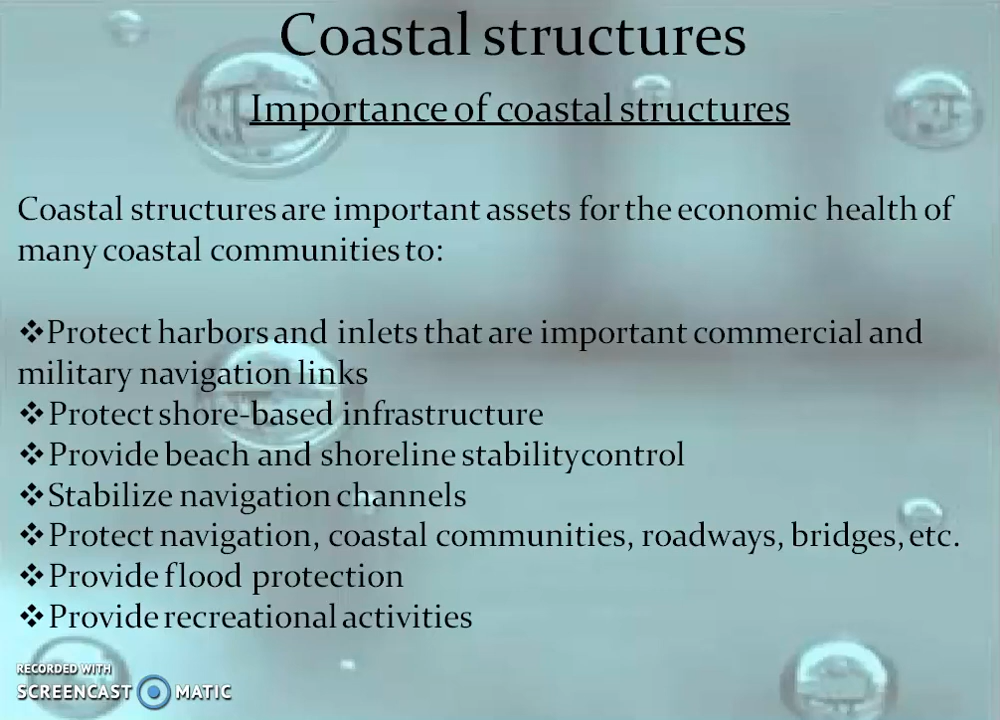 Coastal structures
Importance of coastal structures
Coastal structures are important assets for the economic health of
many coastal communities to:
❖Protect harbors and inlets that are important commercial and
military navigation links
❖Protect shore-based infrastructure
❖Provide beach and shoreline stability control
❖Stabilize navigation channels
❖Protect navigation, coastal communities, roadways, bridges, etc.
❖Provide flood protection
❖Provide recreational activities
RECORDED WITH
SCREENCAST MATIC